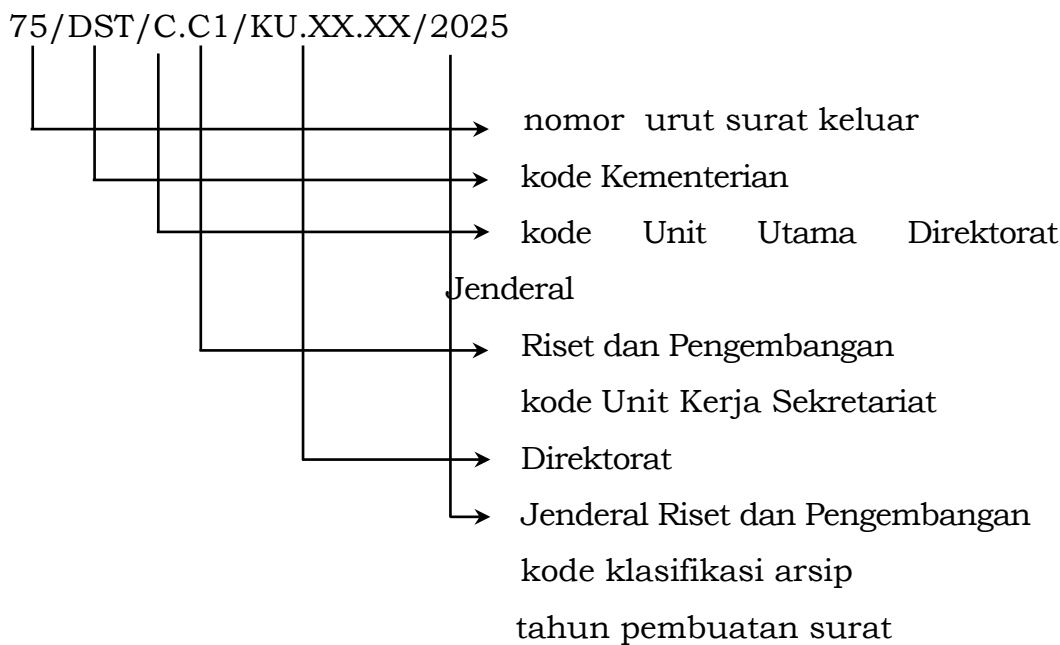 75/DST/C.C1/KU.XX.XX/2025
nomor urut surat keluar
kode Kementerian
kode Unit Utama Direktorat
Jenderal
Riset dan Pengembangan
kode Unit Kerja Sekretariat
Direktorat
Jenderal Riset dan Pengembangan
kode klasifikasi arsip
tahun pembuatan surat